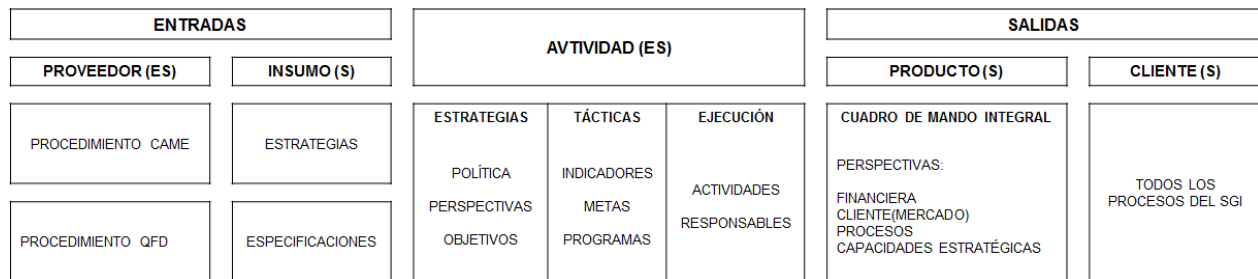 ENTRADAS
AVTIVIDAD (ES)
SALIDAS
PROVEEDOR (ES)
INSUMO (S)
PRODUCTO(S)
CLIENTE (S)
PROCEDIMIENTO CAME
ESTRATEGIAS
PROCEDIMIENTO QFD
ESPECIFICACIONES
ESTRATEGIAS
POLÍTICA
PERSPECTIVAS
OBJETIVOS
TÁCTICAS
INDICADORES
METAS
PROGRAMAS
EJECUCIÓN
ACTIVIDADES
RESPONSABLES
CUADRO DE MANDO INTEGRAL
PERSPECTIVAS:
FINANCIERA
CLIENTE(MERCADO)
PROCESOS
CAPACIDADES ESTRATÉGICAS
TODOS LOS
PROCESOS DEL SGI